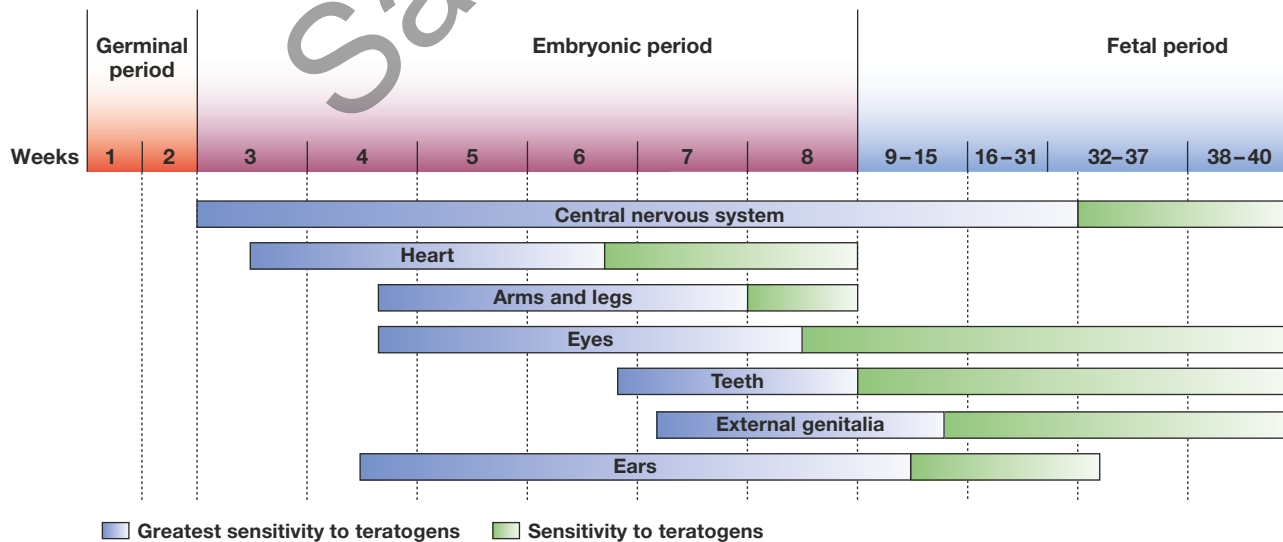 Germinal
period
Embryonic period
Fetal period
Sa
Weeks 1 2 3 4 5 6 7 8 9–15 16–31 32–37 38–40
Central nervous system
Heart
Arms and legs
Eyes
Teeth
External genitalia
Ears
Greatest sensitivity to teratogens Sensitivity to teratogens